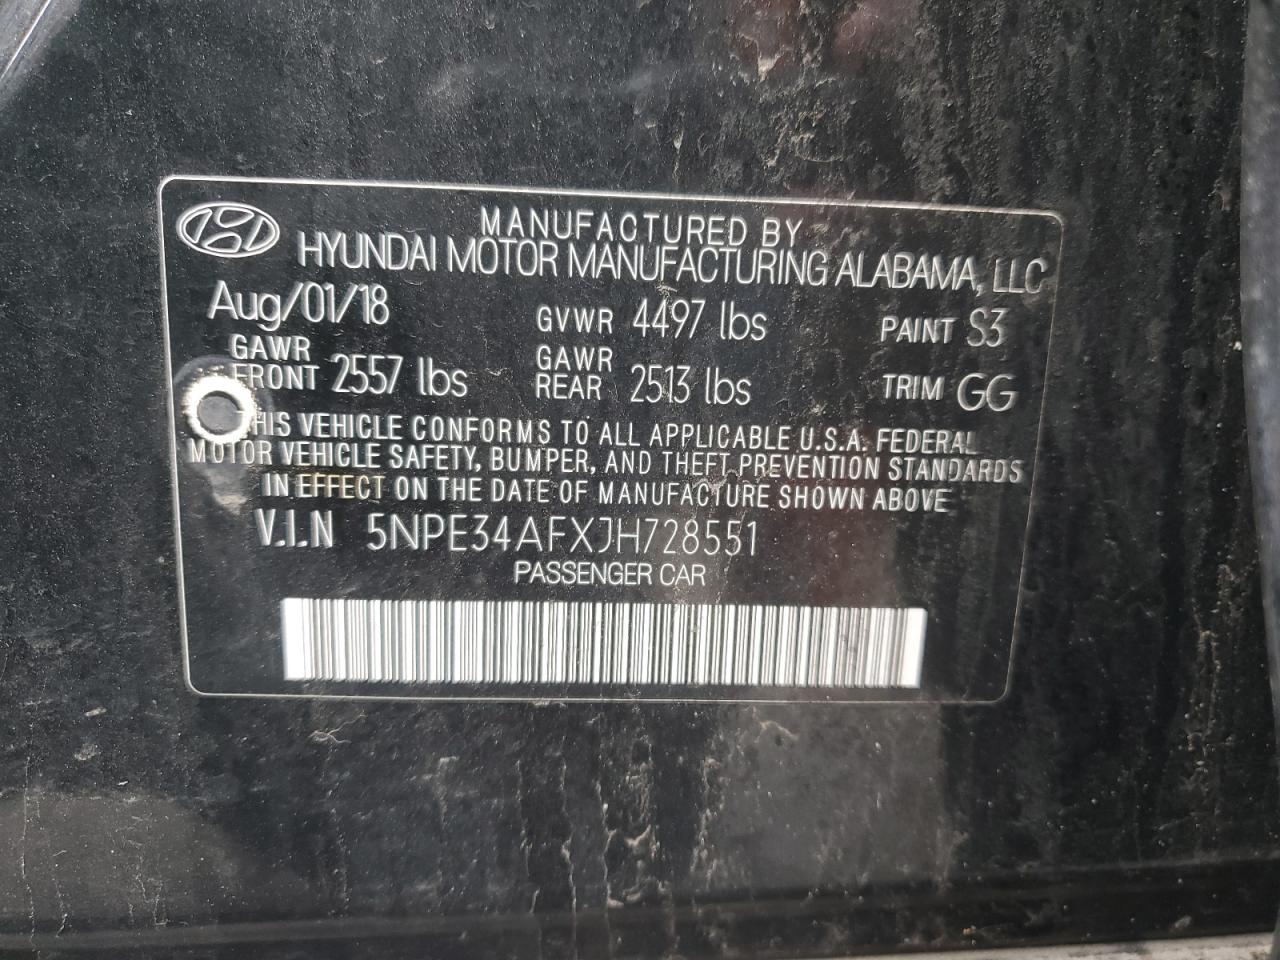 MANUFACTURED BY
HYUNDAI MOTOR MANUFACTURING ALABAMA, LLC
Aug/01/18 GVWR 4497 lbs PAINT S3
GAWR FRONT 2557 lbs GAWR REAR 2513 lbs TRIM GG
THIS VEHICLE CONFORMS TO ALL APPLICABLE U.S.A. FEDERAL
MOTOR VEHICLE SAFETY, BUMPER, AND THEFT PREVENTION STANDARDS
IN EFFECT ON THE DATE OF MANUFACTURE SHOWN ABOVE
V.I.N 5NPE34AFXJH728551
PASSENGER CAR